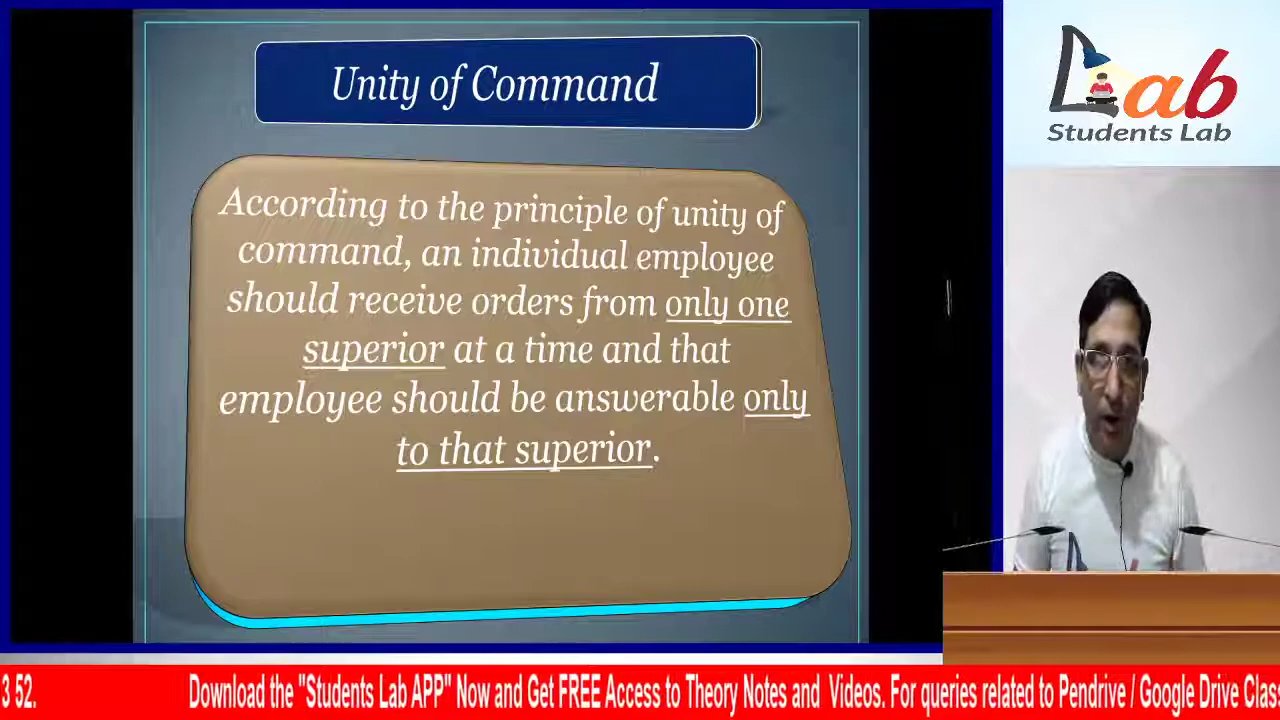 Unity of Command
According to the principle of unity of
command, an individual employee
should receive orders from only one
superior at a time and that
employee should be answerable only
to that superior.
Lab
Students Lab
3 52.
Download the "Students Lab APP" Now and Get FREE Access to Theory Notes and Videos. For queries related to Pendrive / Google Drive Clas